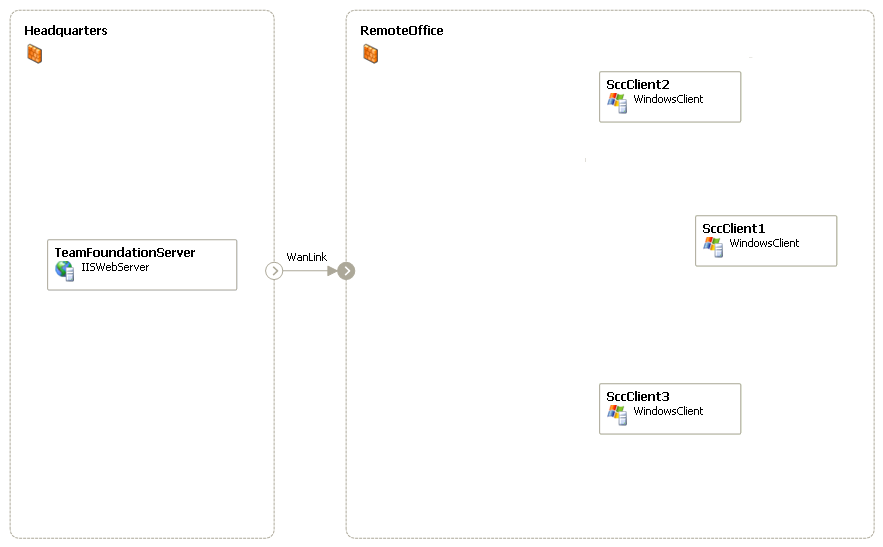 Headquarters
RemoteOffice
SccClient2
WindowsClient
SccClient1
WindowsClient
TeamFoundationServer
IISWebServer
WanLink
SccClient3
WindowsClient